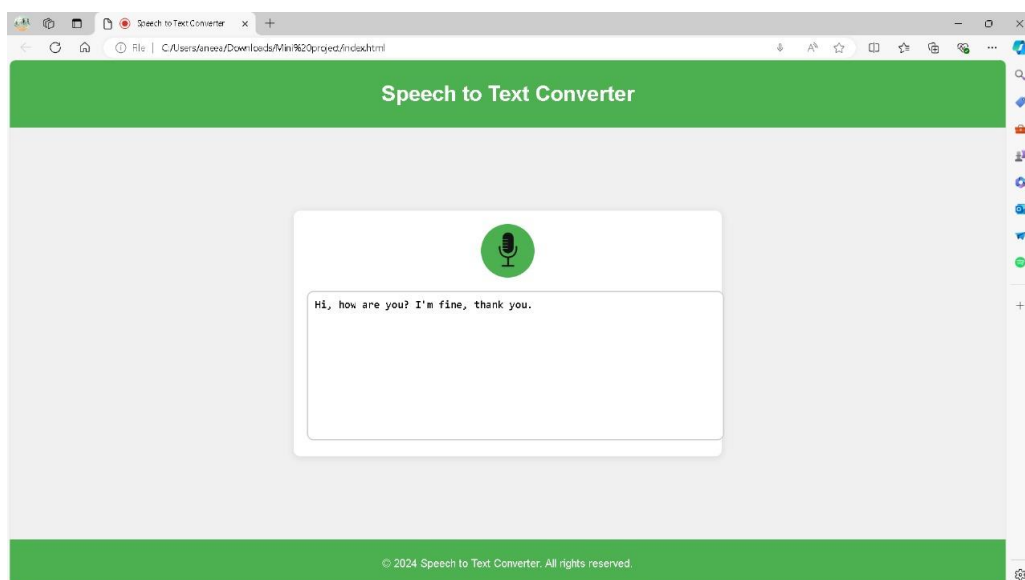 Speech to Text Converter
File | C:/Users/aneea/Downloads/Mini%20project/index.html
Speech to Text Converter
Hi, how are you? I'm fine, thank you.
© 2024 Speech to Text Converter. All rights reserved.